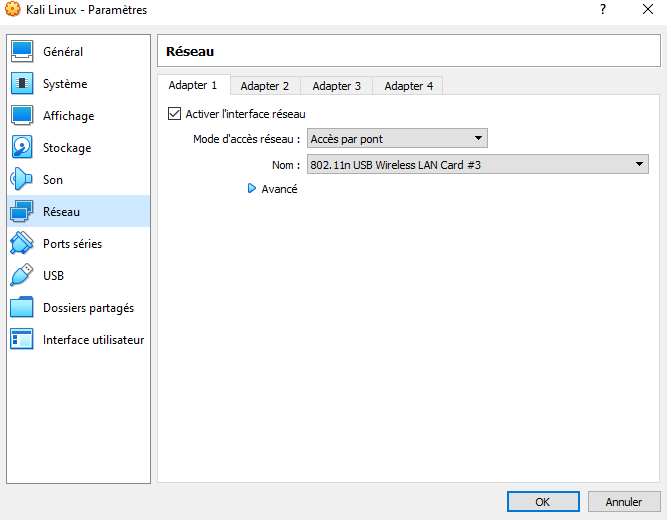 Kali Linux - Paramètres
?
Général
Système
Affichage
Stockage
Son
Réseau
Ports séries
USB
Dossiers partagés
Interface utilisateur
Réseau
Adapter 1 Adapter 2 Adapter 3 Adapter 4
Activer l'interface réseau
Mode d'accès réseau : Accès par pont
Nom : 802.11n USB Wireless LAN Card #3
Avancé
OK Annuler